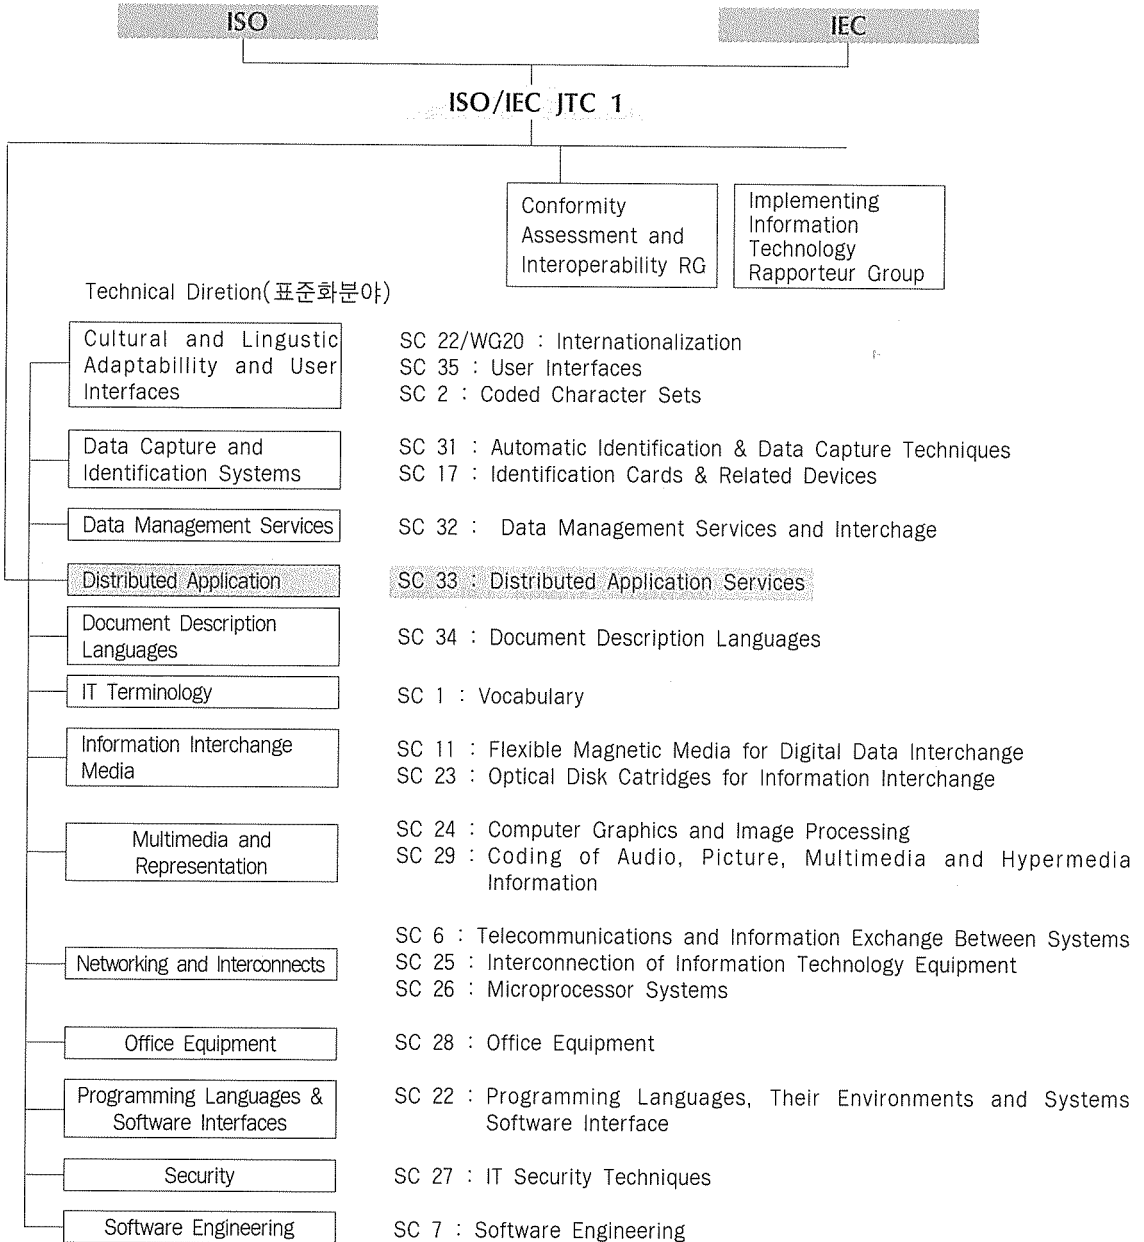 ISO
IEC
ISO/IEC JTC 1
Conformity
Assessment and
Interoperability RG
Implementing
Information
Technology
Rapporteur Group
Technical Diretion(표준화분야)
Cultural and Lingustic
Adaptabillity and User
Interfaces
SC 22/WG20 : Internationalization
SC 35 : User Interfaces
SC 2 : Coded Character Sets
Data Capture and
Identification Systems
SC 31 : Automatic Identification & Data Capture Techniques
SC 17 : Identification Cards & Related Devices
Data Management Services
SC 32 : Data Management Services and Interchage
Distributed Application
SC 33 : Distributed Application Services
Document Description
Languages
SC 34 : Document Description Languages
IT Terminology
SC 1 : Vocabulary
Information Interchange
Media
SC 11 : Flexible Magnetic Media for Digital Data Interchange
SC 23 : Optical Disk Catridges for Information Interchange
Multimedia and
Representation
SC 24 : Computer Graphics and Image Processing
SC 29 : Coding of Audio, Picture, Multimedia and Hypermedia
Information
Networking and Interconnects
SC 6 : Telecommunications and Information Exchange Between Systems
SC 25 : Interconnection of Information Technology Equipment
SC 26 : Microprocessor Systems
Office Equipment
SC 28 : Office Equipment
Programming Languages &
Software Interfaces
SC 22 : Programming Languages, Their Environments and Systems
Software Interface
Security
SC 27 : IT Security Techniques
Software Engineering
SC 7 : Software Engineering